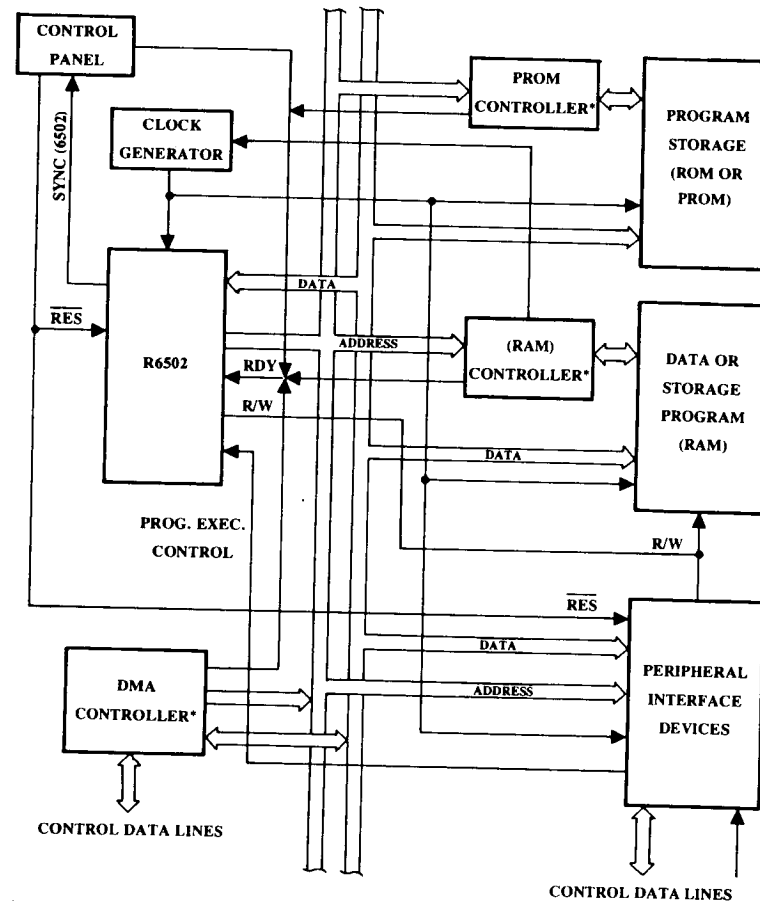 CONTROL
PANEL
SYNC (6502)
CLOCK
GENERATOR
PROM
CONTROLLER*
PROGRAM
STORAGE
(ROM OR
PROM)
RES
R6502
DATA
ADDRESS
RDY
R/W
(RAM)
CONTROLLER*
DATA OR
STORAGE
PROGRAM
(RAM)
DATA
PROG. EXEC.
CONTROL
R/W
RES
DATA
ADDRESS
DMA
CONTROLLER*
PERIPHERAL
INTERFACE
DEVICES
CONTROL DATA LINES
CONTROL DATA LINES